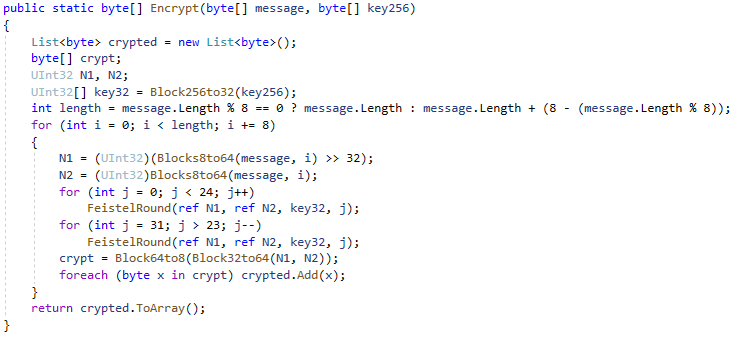 public static byte[] Encrypt(byte[] message, byte[] key256)
{
    List<byte> crypted = new List<byte>();
    byte[] crypt;
    UInt32 N1, N2;
    UInt32[] key32 = Block256to32(key256);
    int length = message.Length % 8 == 0 ? message.Length : message.Length + (8 - (message.Length % 8));
    for (int i = 0; i < length; i += 8)
    {
        N1 = (UInt32)(Blocks8to64(message, i) >> 32);
        N2 = (UInt32)Blocks8to64(message, i);
        for (int j = 0; j < 24; j++)
            FeistelRound(ref N1, ref N2, key32, j);
        for (int j = 31; j > 23; j--)
            FeistelRound(ref N1, ref N2, key32, j);
        crypt = Block64to8(Block32to64(N1, N2));
        foreach (byte x in crypt) crypted.Add(x);
    }
    return crypted.ToArray();
}